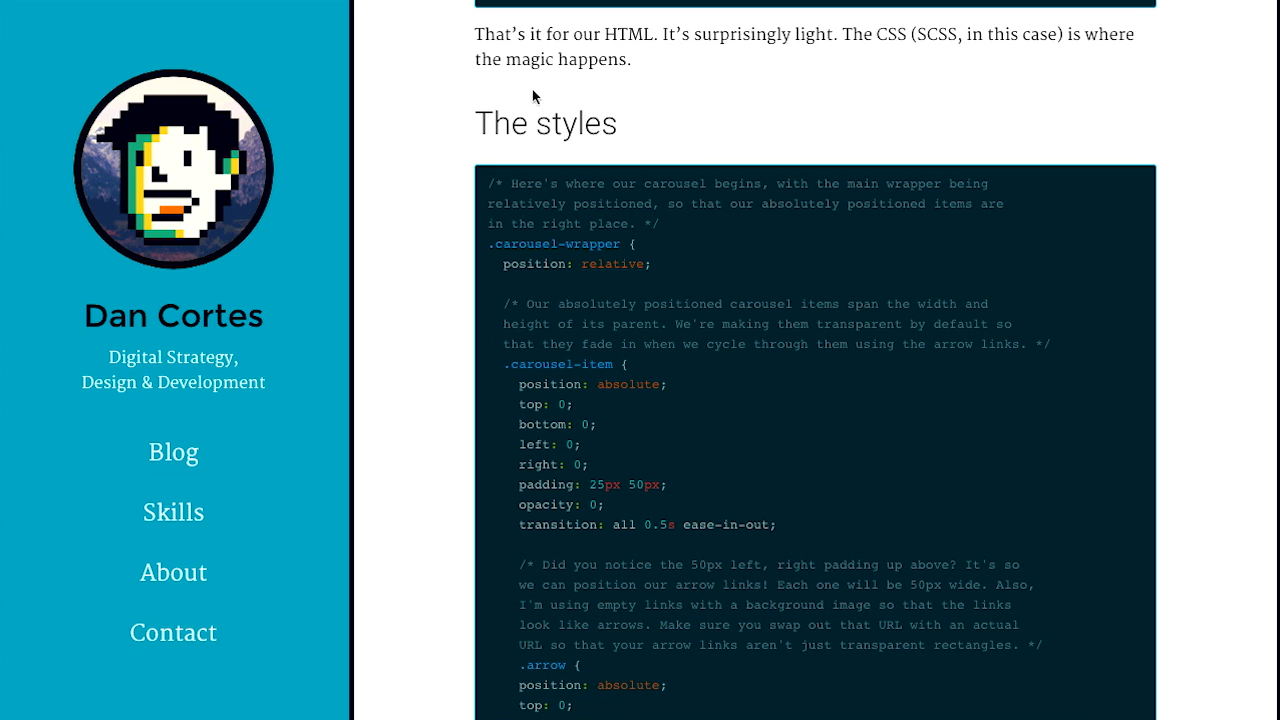 Dan Cortes
Digital Strategy,
Design & Development
Blog
Skills
About
Contact
That’s it for our HTML. It’s surprisingly light. The CSS (SCSS, in this case) is where
the magic happens.
The styles
/* Here's where our carousel begins, with the main wrapper being
relatively positioned, so that our absolutely positioned items are
in the right place. */
.carousel-wrapper {
position: relative;
/* Our absolutely positioned carousel items span the width and
height of its parent. We're making them transparent by default so
that they fade in when we cycle through them using the arrow links. */
.carousel-item {
position: absolute;
top: 0;
bottom: 0;
left: 0;
right: 0;
padding: 25px 50px;
opacity: 0;
transition: all 0.5s ease-in-out;
/* Did you notice the 50px left, right padding up above? It's so
we can position our arrow links! Each one will be 50px wide. Also,
I'm using empty links with a background image so that the links
look like arrows. Make sure you swap out that URL with an actual
URL so that your arrow links aren't just transparent rectangles. */
.arrow {
position: absolute;
top: 0;